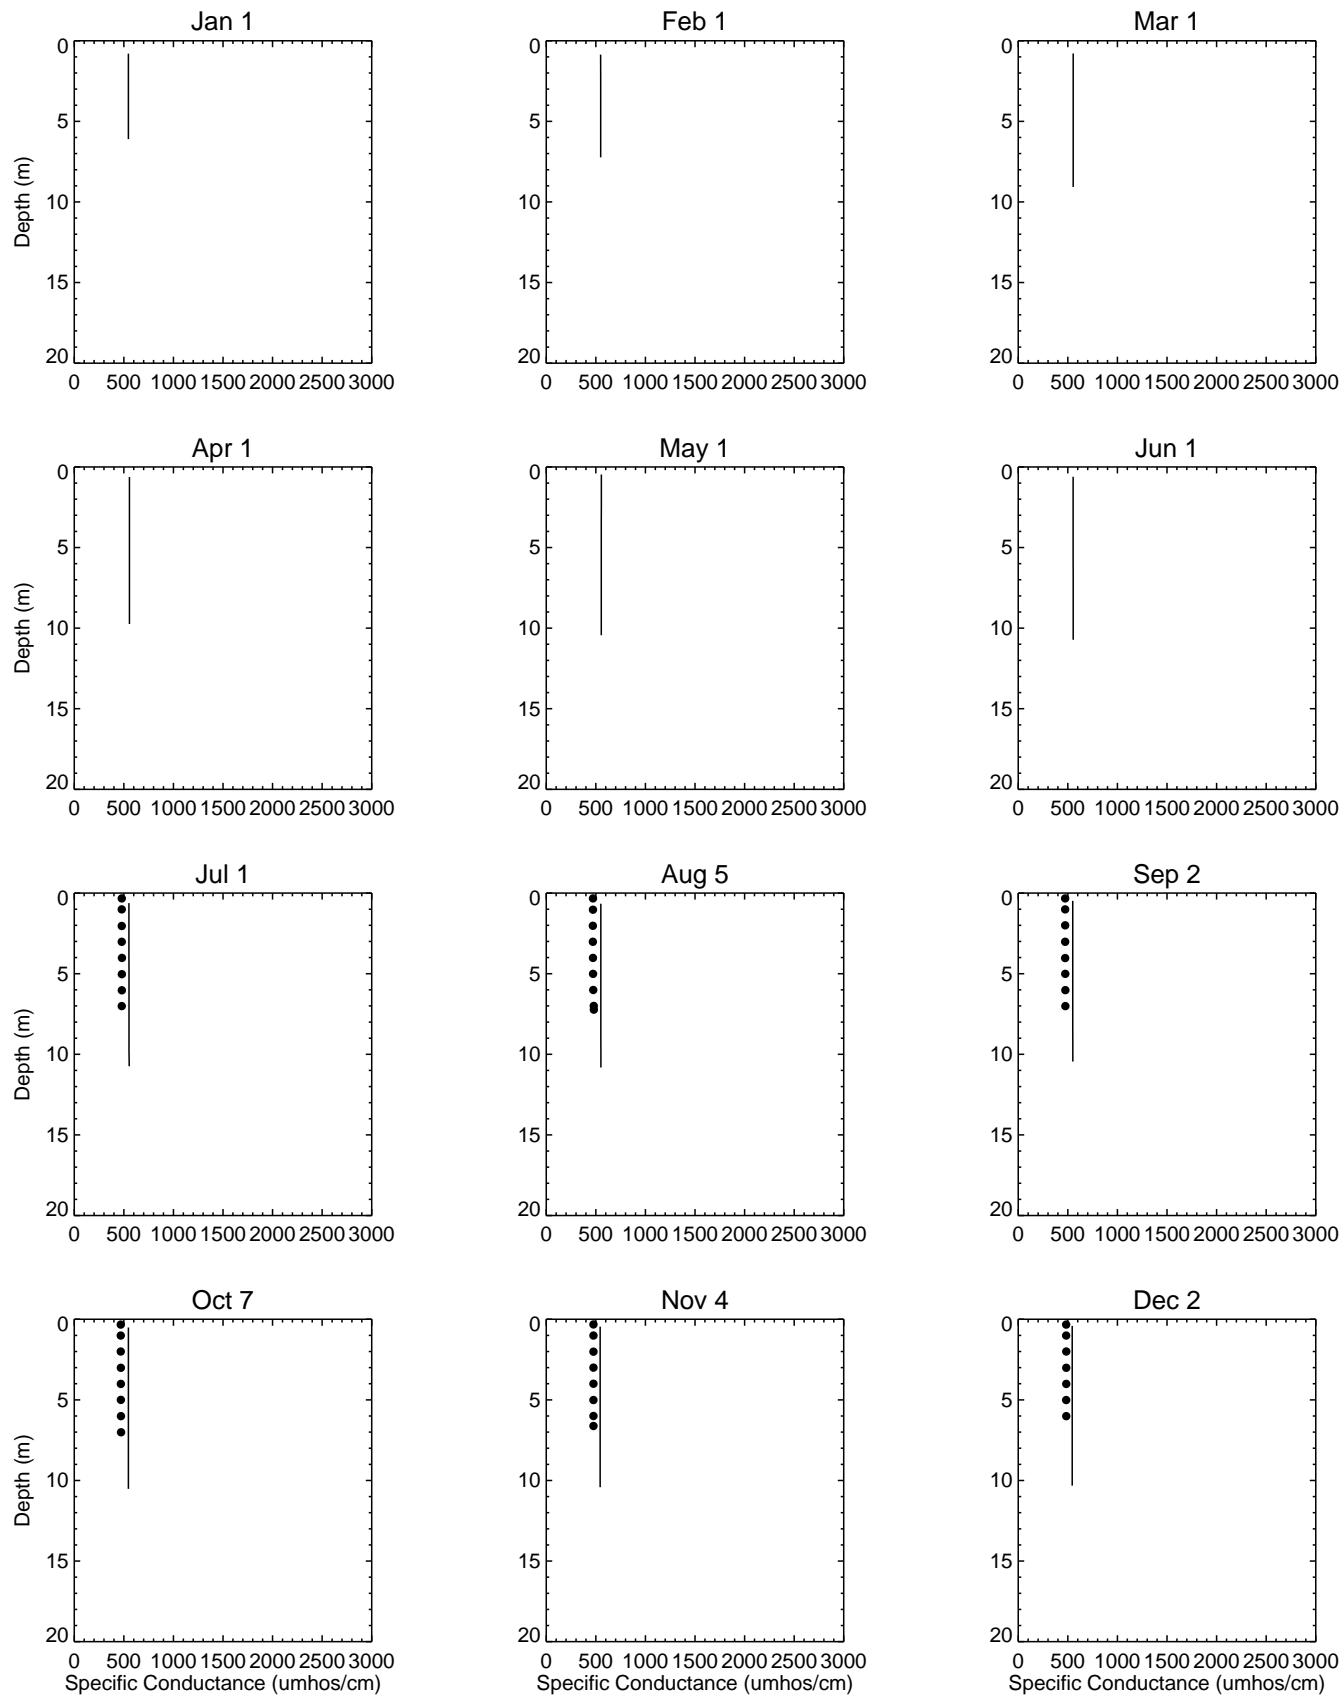 Jan 1 Feb 1 Mar 1
0 0 0
5 5 5
Depth (m)
10 10 10
15 15 15
20 20 20
0 500 1000 1500 2000 2500 3000 0 500 1000 1500 2000 2500 3000 0 500 1000 1500 2000 2500 3000
Apr 1 May 1 Jun 1
0 0 0
5 5 5
Depth (m)
10 10 10
15 15 15
20 20 20
0 500 1000 1500 2000 2500 3000 0 500 1000 1500 2000 2500 3000 0 500 1000 1500 2000 2500 3000
Jul 1 Aug 5 Sep 2
0 0 0
5 5 5
Depth (m)
10 10 10
15 15 15
20 20 20
0 500 1000 1500 2000 2500 3000 0 500 1000 1500 2000 2500 3000 0 500 1000 1500 2000 2500 3000
Oct 7 Nov 4 Dec 2
0 0 0
5 5 5
Depth (m)
10 10 10
15 15 15
20 20 20
0 500 1000 1500 2000 2500 3000 0 500 1000 1500 2000 2500 3000 0 500 1000 1500 2000 2500 3000
Specific Conductance (umhos/cm) Specific Conductance (umhos/cm) Specific Conductance (umhos/cm)